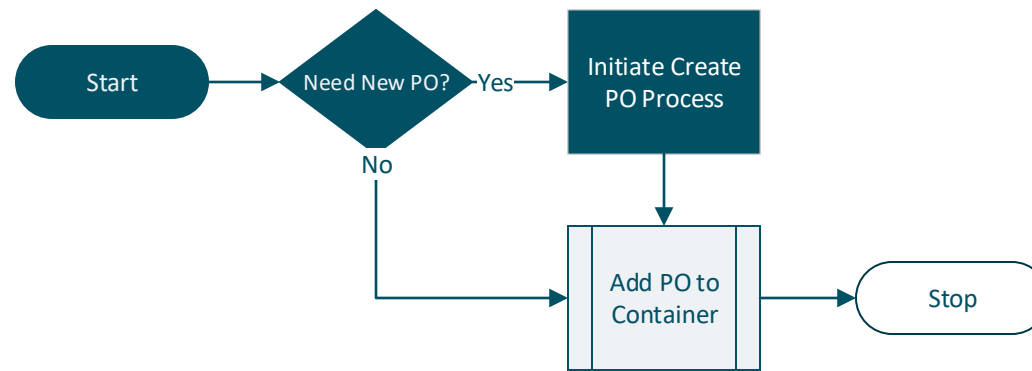 Start
Need New PO?
Yes
Initiate Create
PO Process
No
Add PO to
Container
Stop